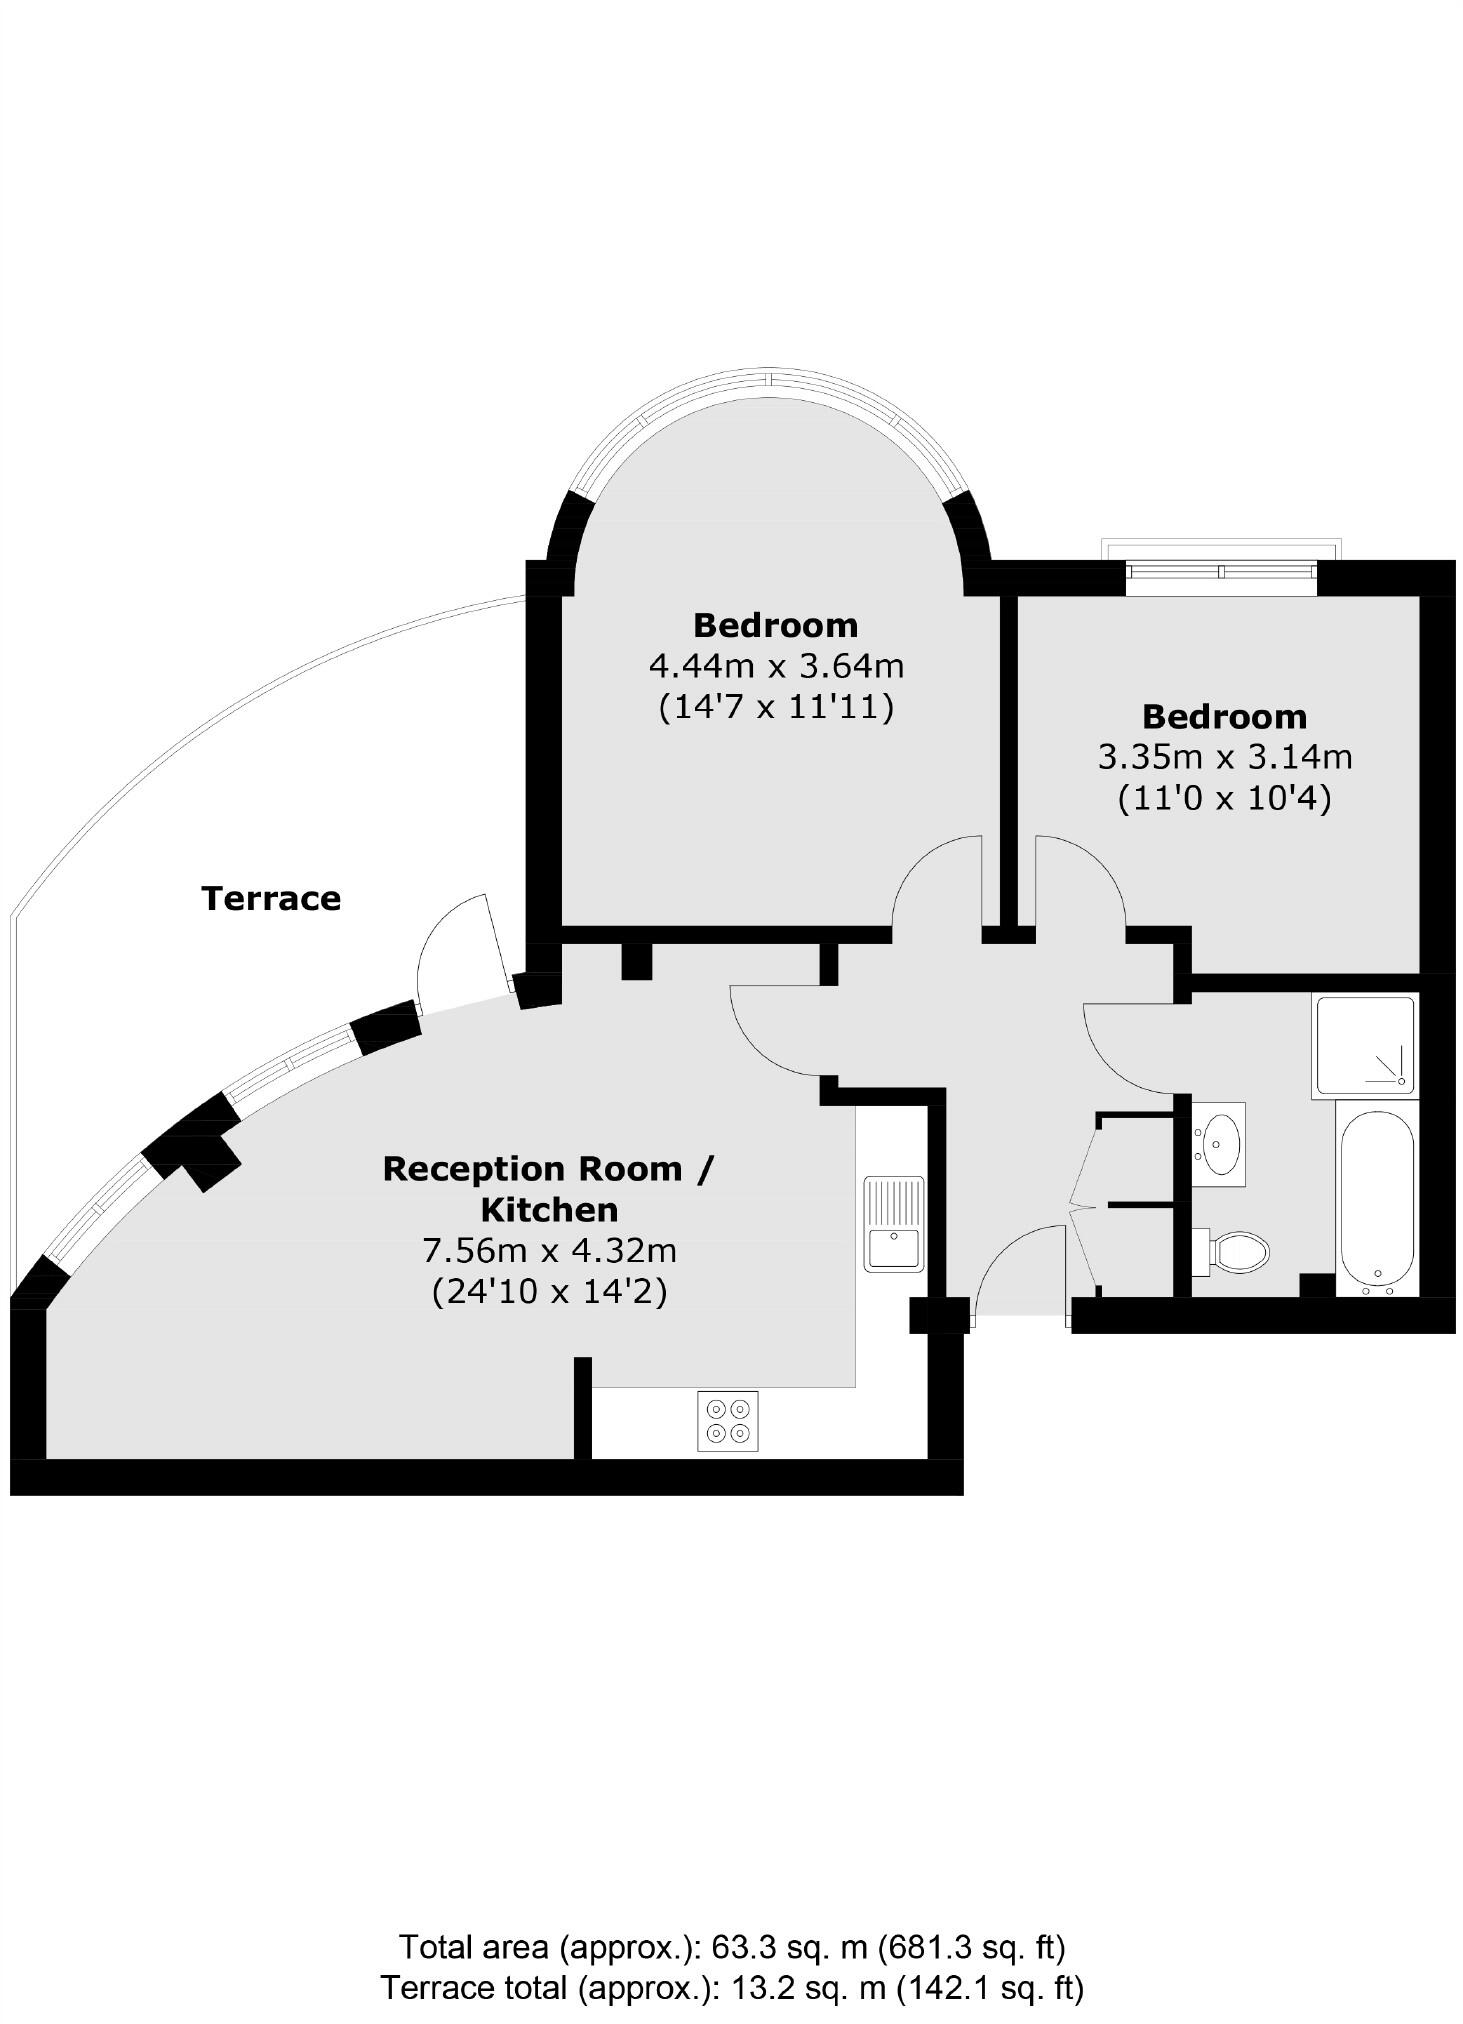 Bedroom
4.44m x 3.64m
(14'7 x 11'11)
Bedroom
3.35m x 3.14m
(11'0 x 10'4)
Terrace
Reception Room /
Kitchen
7.56m x 4.32m
(24'10 x 14'2)
Total area (approx.): 63.3 sq. m (681.3 sq. ft)
Terrace total (approx.): 13.2 sq. m (142.1 sq. ft)